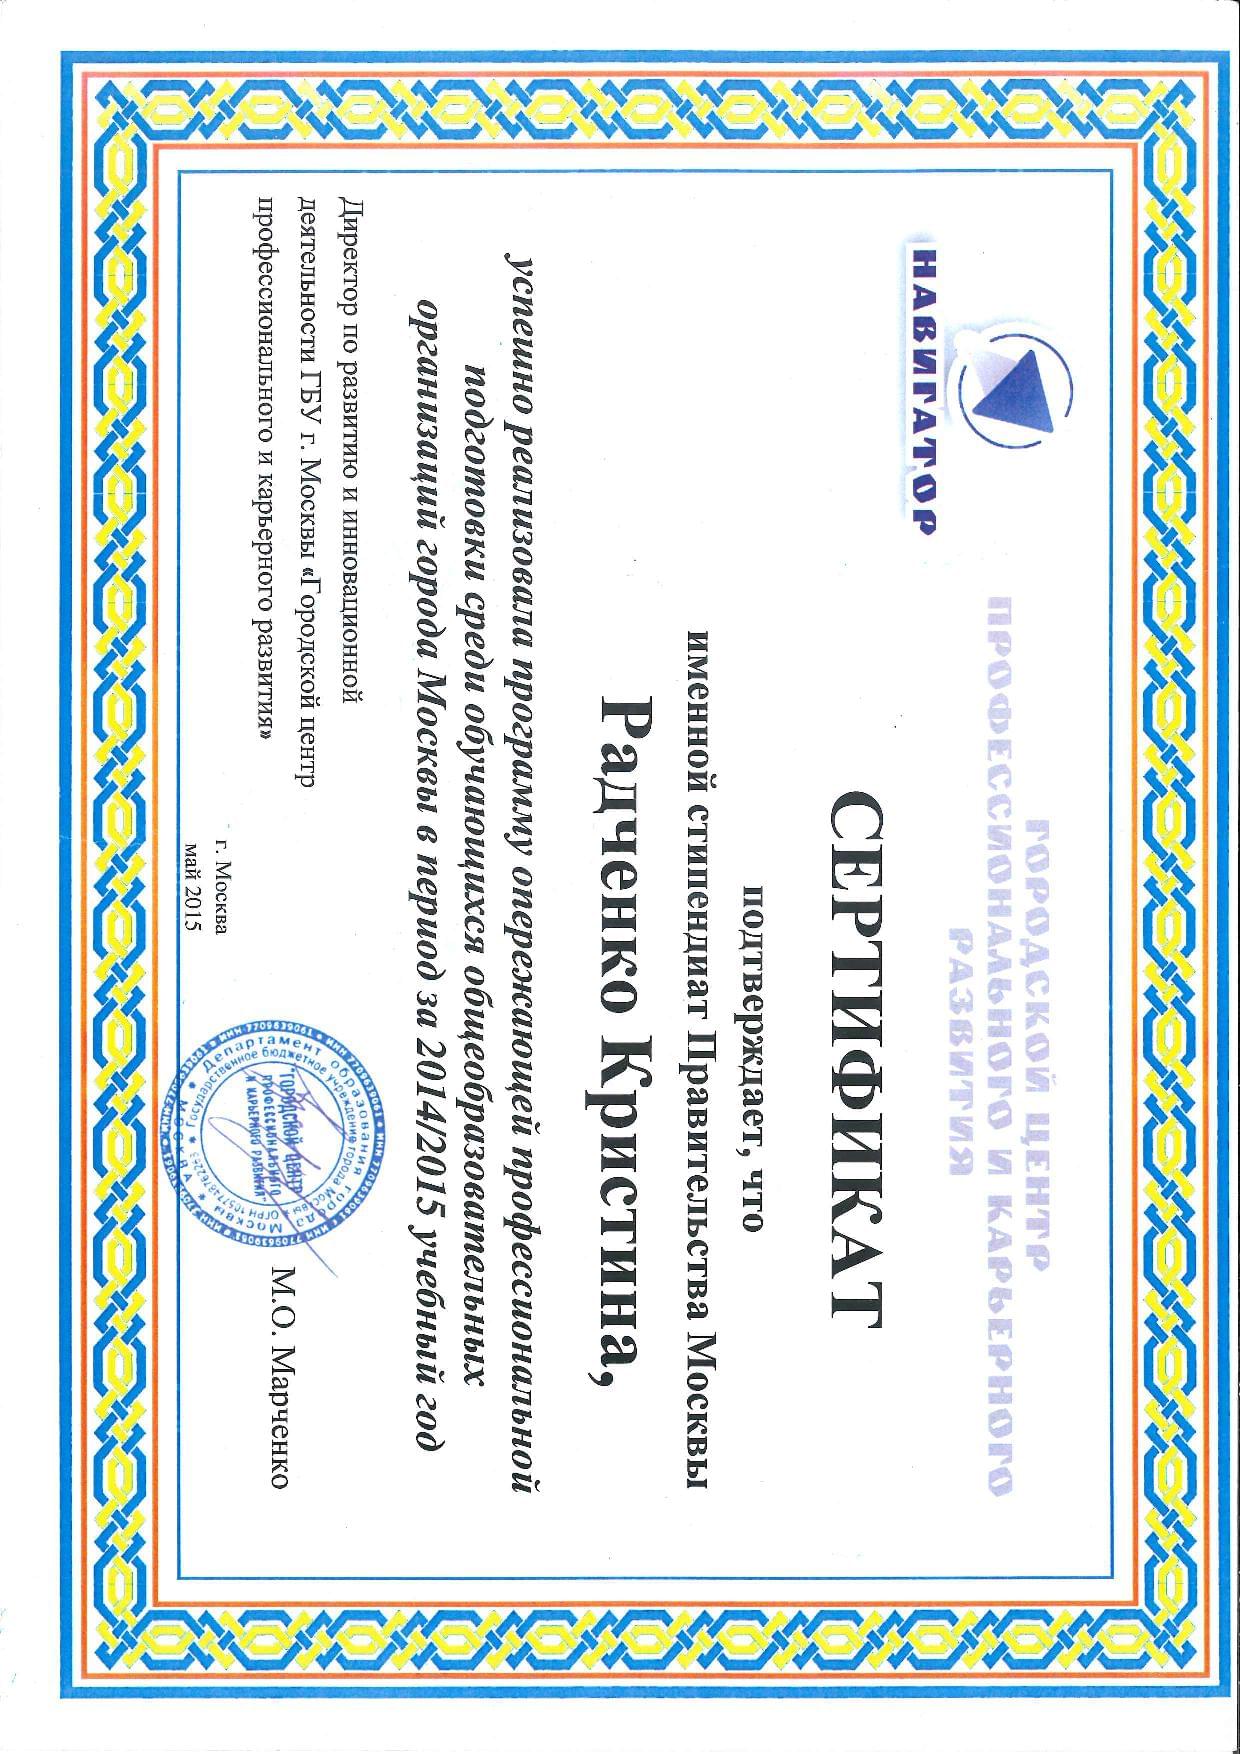 НАВИГАТОР
ГОРОДСКОЙ ЦЕНТР
ПРОФЕССИОНАЛЬНОГО И КАРЬЕРНОГО
РАЗВИТИЯ
СЕРТИФИКАТ
подтверждает, что
именной стипендиат Правительства Москвы
Радченко Кристина,
успешно реализовала программу опережающей профессиональной
подготовки среди обучающихся общеобразовательных
организаций города Москвы в период за 2014/2015 учебный год
Директор по развитию и инновационной
деятельности ГБУ г. Москвы «Городской центр
профессионального и карьерного развития»
М.О. Марченко
г. Москва
май 2015
Департамент образования города Москвы
Государственное бюджетное учреждение города Москвы
"ГОРОДСКОЙ ЦЕНТР
ПРОФЕССИОНАЛЬНОГО
И КАРЬЕРНОГО РАЗВИТИЯ"
МОСКВА
ИНН 7709639061